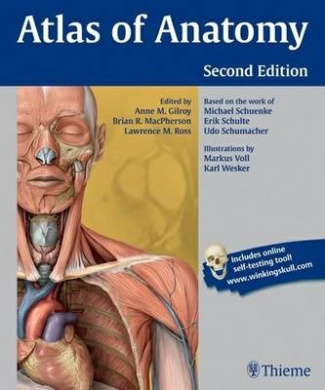 Atlas of Anatomy
Second Edition
Edited by
Anne M. Gilroy
Brian R. MacPherson
Lawrence M. Ross
Based on the work of
Michael Schuenke
Erik Schulte
Udo Schumacher
Illustrations by
Markus Voll
Karl Wesker
Includes online
self-testing tool!
www.winkingskull.com
Thieme